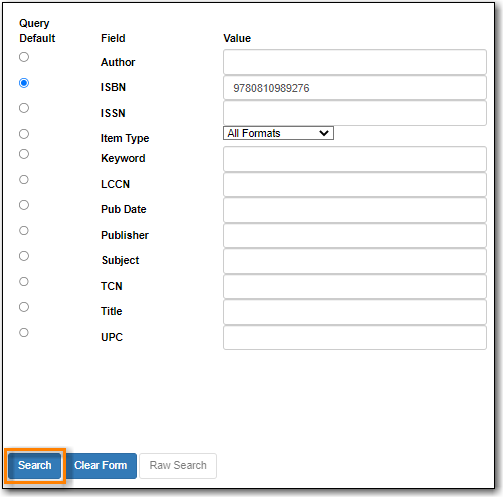 Query
Default Field Value
Author
ISBN 9780810989276
ISSN
Item Type All Formats
Keyword
LCCN
Pub Date
Publisher
Subject
TCN
Title
UPC
Search Clear Form Raw Search